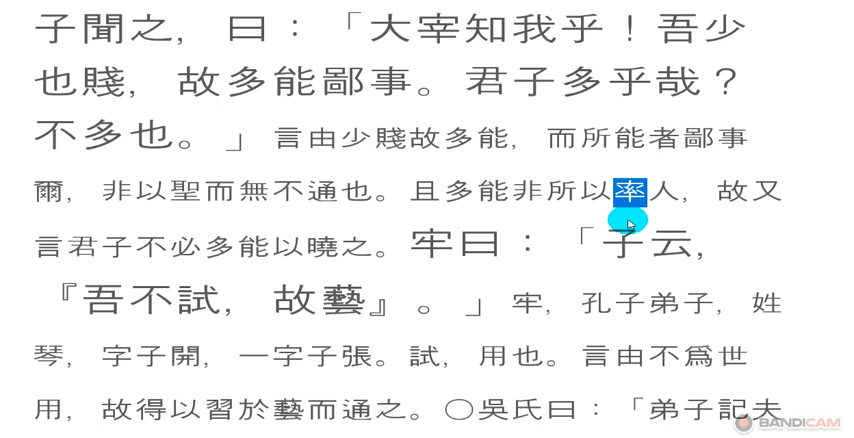 子聞之，曰：「大宰知我乎！吾少
也賤，故多能鄙事。君子多乎哉？
不多也。」言由少賤故多能，而所能者鄙事
爾，非以聖而無不通也。且多能非所以率人，故又
言君子不必多能以曉之。牢曰：「子云，
『吾不試，故藝』。」牢，孔子弟子，姓
琴，字子開，一字子張。試，用也。言由不爲世
用，故得以習於藝而通之。○吳氏曰：「弟子記夫
BANDICAM